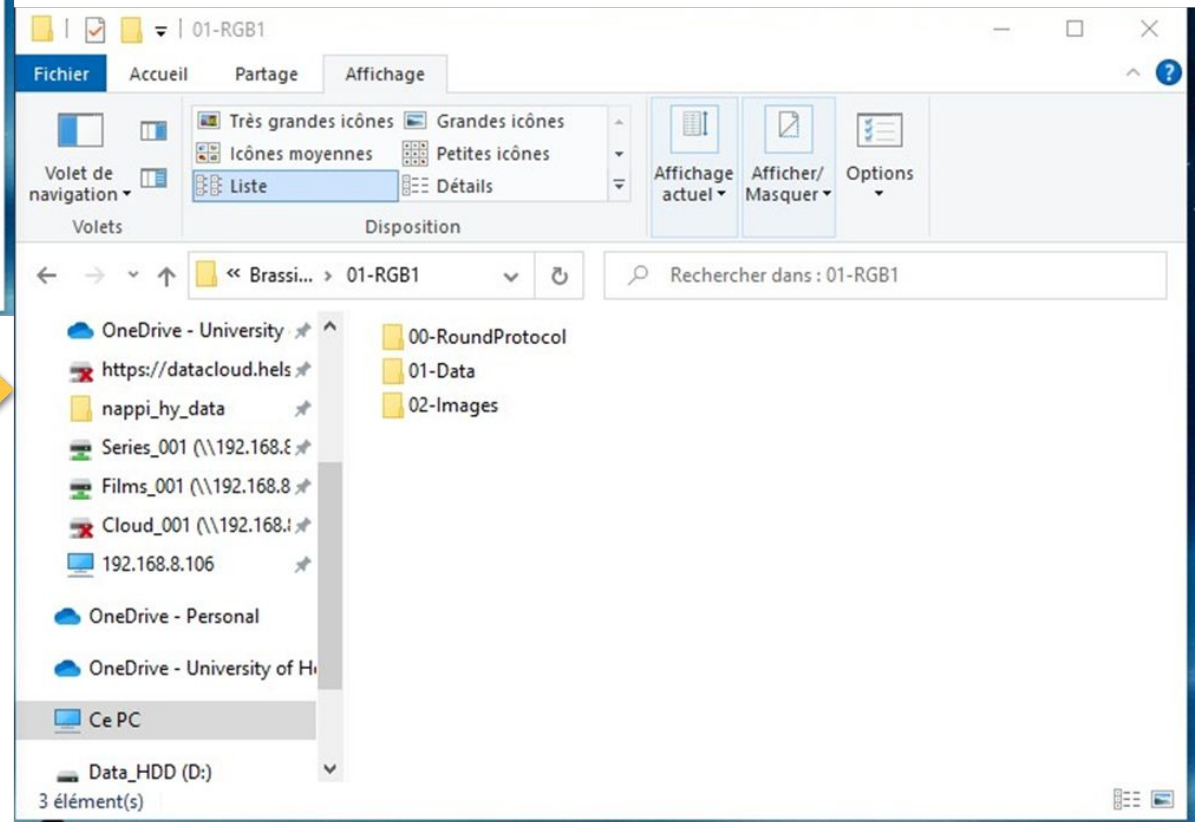 01-RGB1
Fichier Accueil Partage Affichage
Très grandes icônes Grandes icônes
Icônes moyennes Petites icônes
Liste Détails
Volet de navigation
Affichage actuel
Afficher/ Masquer
Options
Volets Disposition
« Brassi... > 01-RGB1
Rechercher dans : 01-RGB1
OneDrive - University
https://datacloud.hels
nappi_hy_data
Series_001 (\\192.168.8
Films_001 (\\192.168.8
Cloud_001 (\\192.168.
192.168.8.106
OneDrive - Personal
OneDrive - University of H
Ce PC
Data_HDD (D:)
00-RoundProtocol
01-Data
02-Images
3 élément(s)